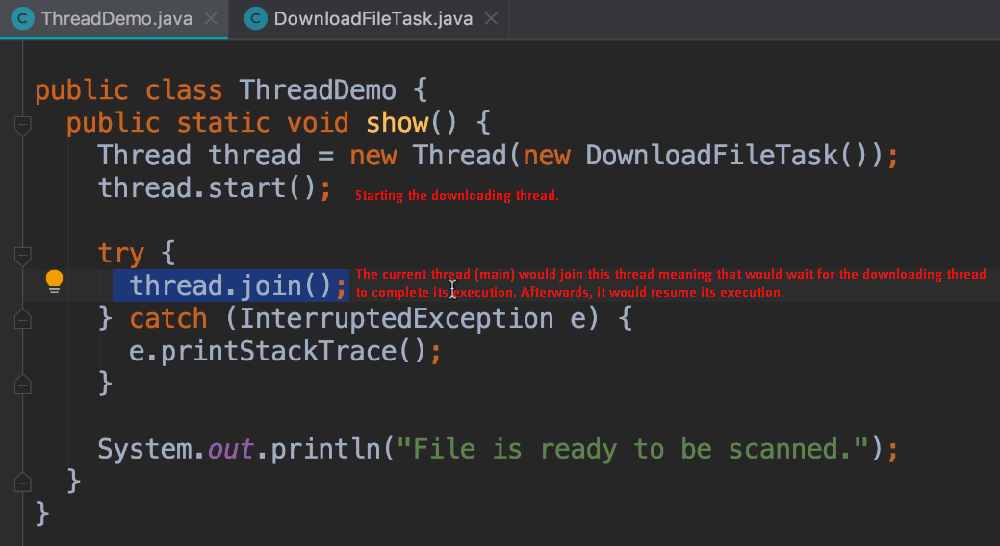 ThreadDemo.java DownloadFileTask.java
public class ThreadDemo {
public static void show() {
Thread thread = new Thread(new DownloadFileTask());
thread.start(); Starting the downloading thread.
try {
The current thread (main) would join this thread meaning that would wait for the downloading thread
thread.join();
to complete its execution. Afterwards, it would resume its execution.
} catch (InterruptedException e) {
e.printStackTrace();
}
System.out.println("File is ready to be scanned.");
}
}